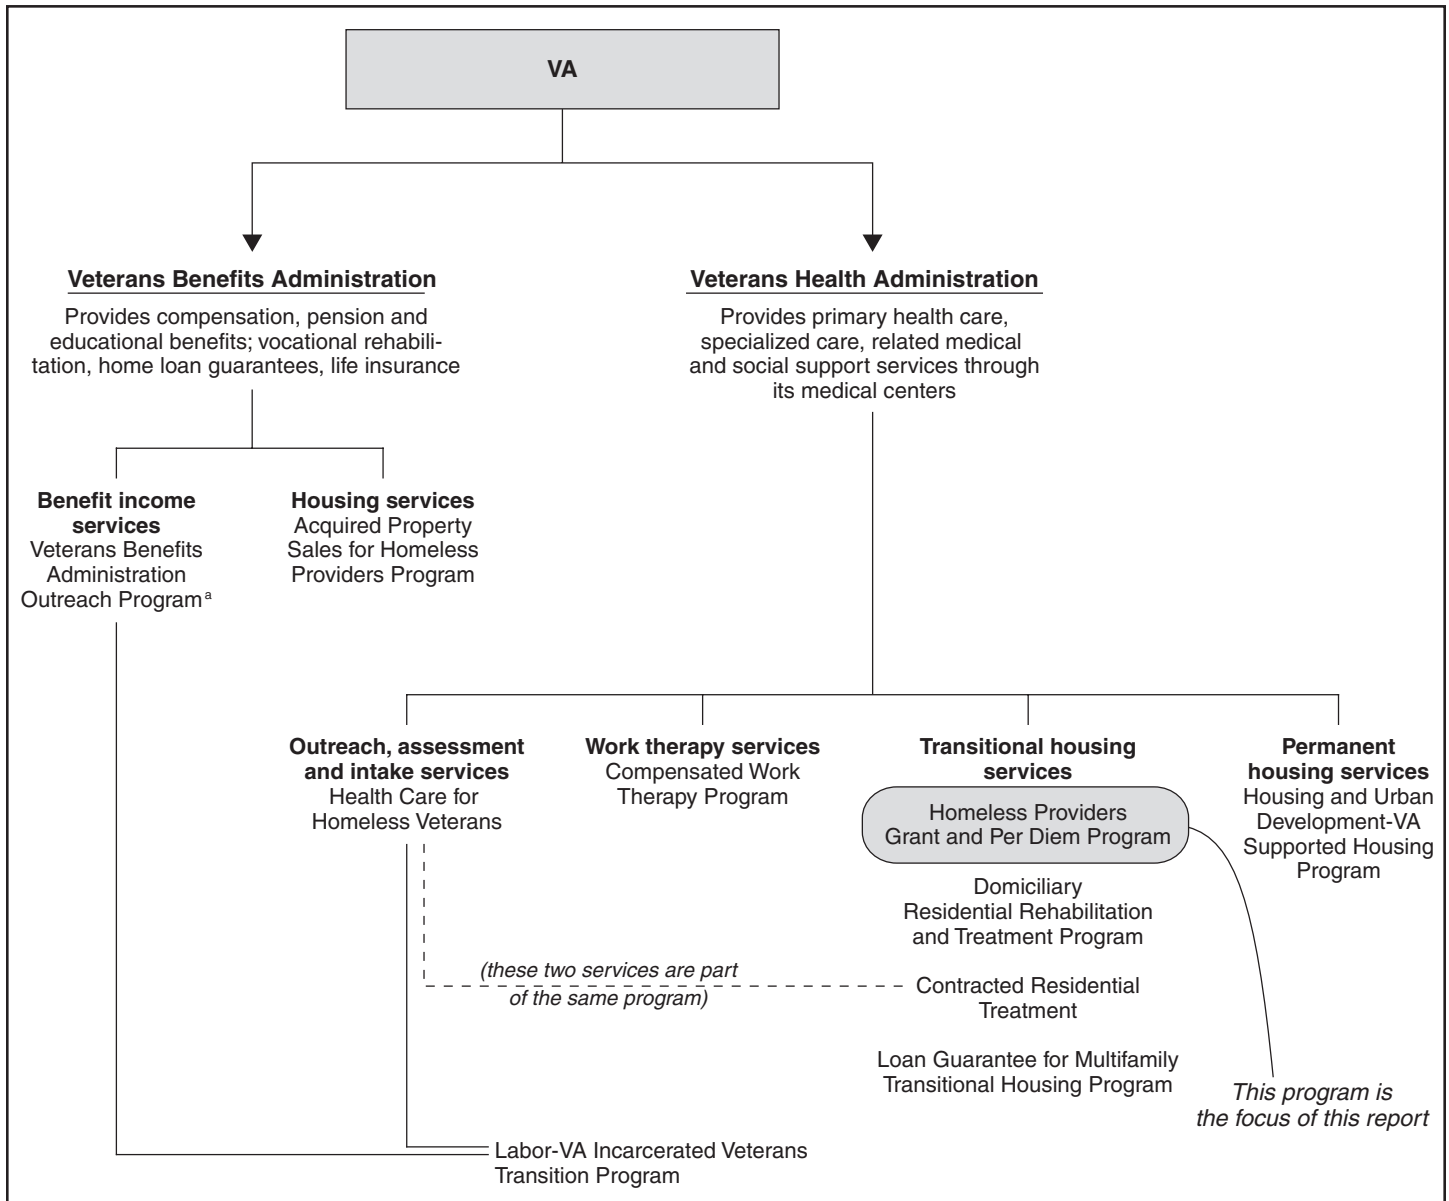 VA
Veterans Benefits Administration
Provides compensation, pension and
educational benefits; vocational rehabili-
tation, home loan guarantees, life insurance
Veterans Health Administration
Provides primary health care,
specialized care, related medical
and social support services through
its medical centers
Benefit income
services
Veterans Benefits
Administration
Outreach Program a
Housing services
Acquired Property
Sales for Homeless
Providers Program
Outreach, assessment
and intake services
Health Care for
Homeless Veterans
Work therapy services
Compensated Work
Therapy Program
Transitional housing
services
Homeless Providers
Grant and Per Diem Program
Domiciliary
Residential Rehabilitation
and Treatment Program
(these two services are part
of the same program)
Contracted Residential
Treatment
Loan Guarantee for Multifamily
Transitional Housing Program
Permanent
housing services
Housing and Urban
Development-VA
Supported Housing
Program
This program is
the focus of this report
Labor-VA Incarcerated Veterans
Transition Program